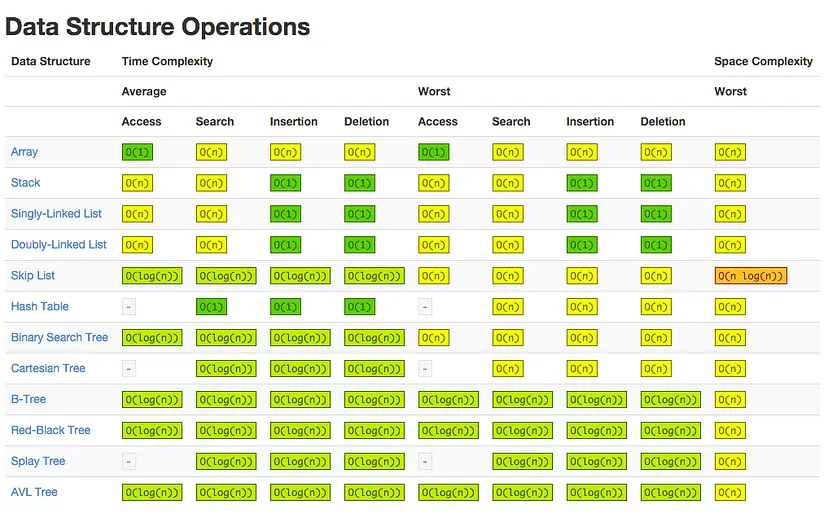 Data Structure Operations
Data Structure Time Complexity Space Complexity
Average Worst Worst
Access Search Insertion Deletion Access Search Insertion Deletion
Array O(1) O(n) O(n) O(n) O(1) O(n) O(n) O(n) O(n)
Stack O(n) O(n) O(1) O(1) O(n) O(n) O(1) O(1) O(n)
Singly-Linked List O(n) O(n) O(1) O(1) O(n) O(n) O(1) O(1) O(n)
Doubly-Linked List O(n) O(n) O(1) O(1) O(n) O(n) O(1) O(1) O(n)
Skip List O(log(n)) O(log(n)) O(log(n)) O(log(n)) O(n) O(n) O(n) O(n) O(n log(n))
Hash Table - O(1) O(1) O(1) - O(n) O(n) O(n) O(n)
Binary Search Tree O(log(n)) O(log(n)) O(log(n)) O(log(n)) O(n) O(n) O(n) O(n) O(n)
Cartesian Tree - O(log(n)) O(log(n)) O(log(n)) - O(n) O(n) O(n) O(n)
B-Tree O(log(n)) O(log(n)) O(log(n)) O(log(n)) O(log(n)) O(log(n)) O(log(n)) O(log(n)) O(n)
Red-Black Tree O(log(n)) O(log(n)) O(log(n)) O(log(n)) O(log(n)) O(log(n)) O(log(n)) O(log(n)) O(n)
Splay Tree - O(log(n)) O(log(n)) O(log(n)) - O(log(n)) O(log(n)) O(log(n)) O(n)
AVL Tree O(log(n)) O(log(n)) O(log(n)) O(log(n)) O(log(n)) O(log(n)) O(log(n)) O(log(n)) O(n)